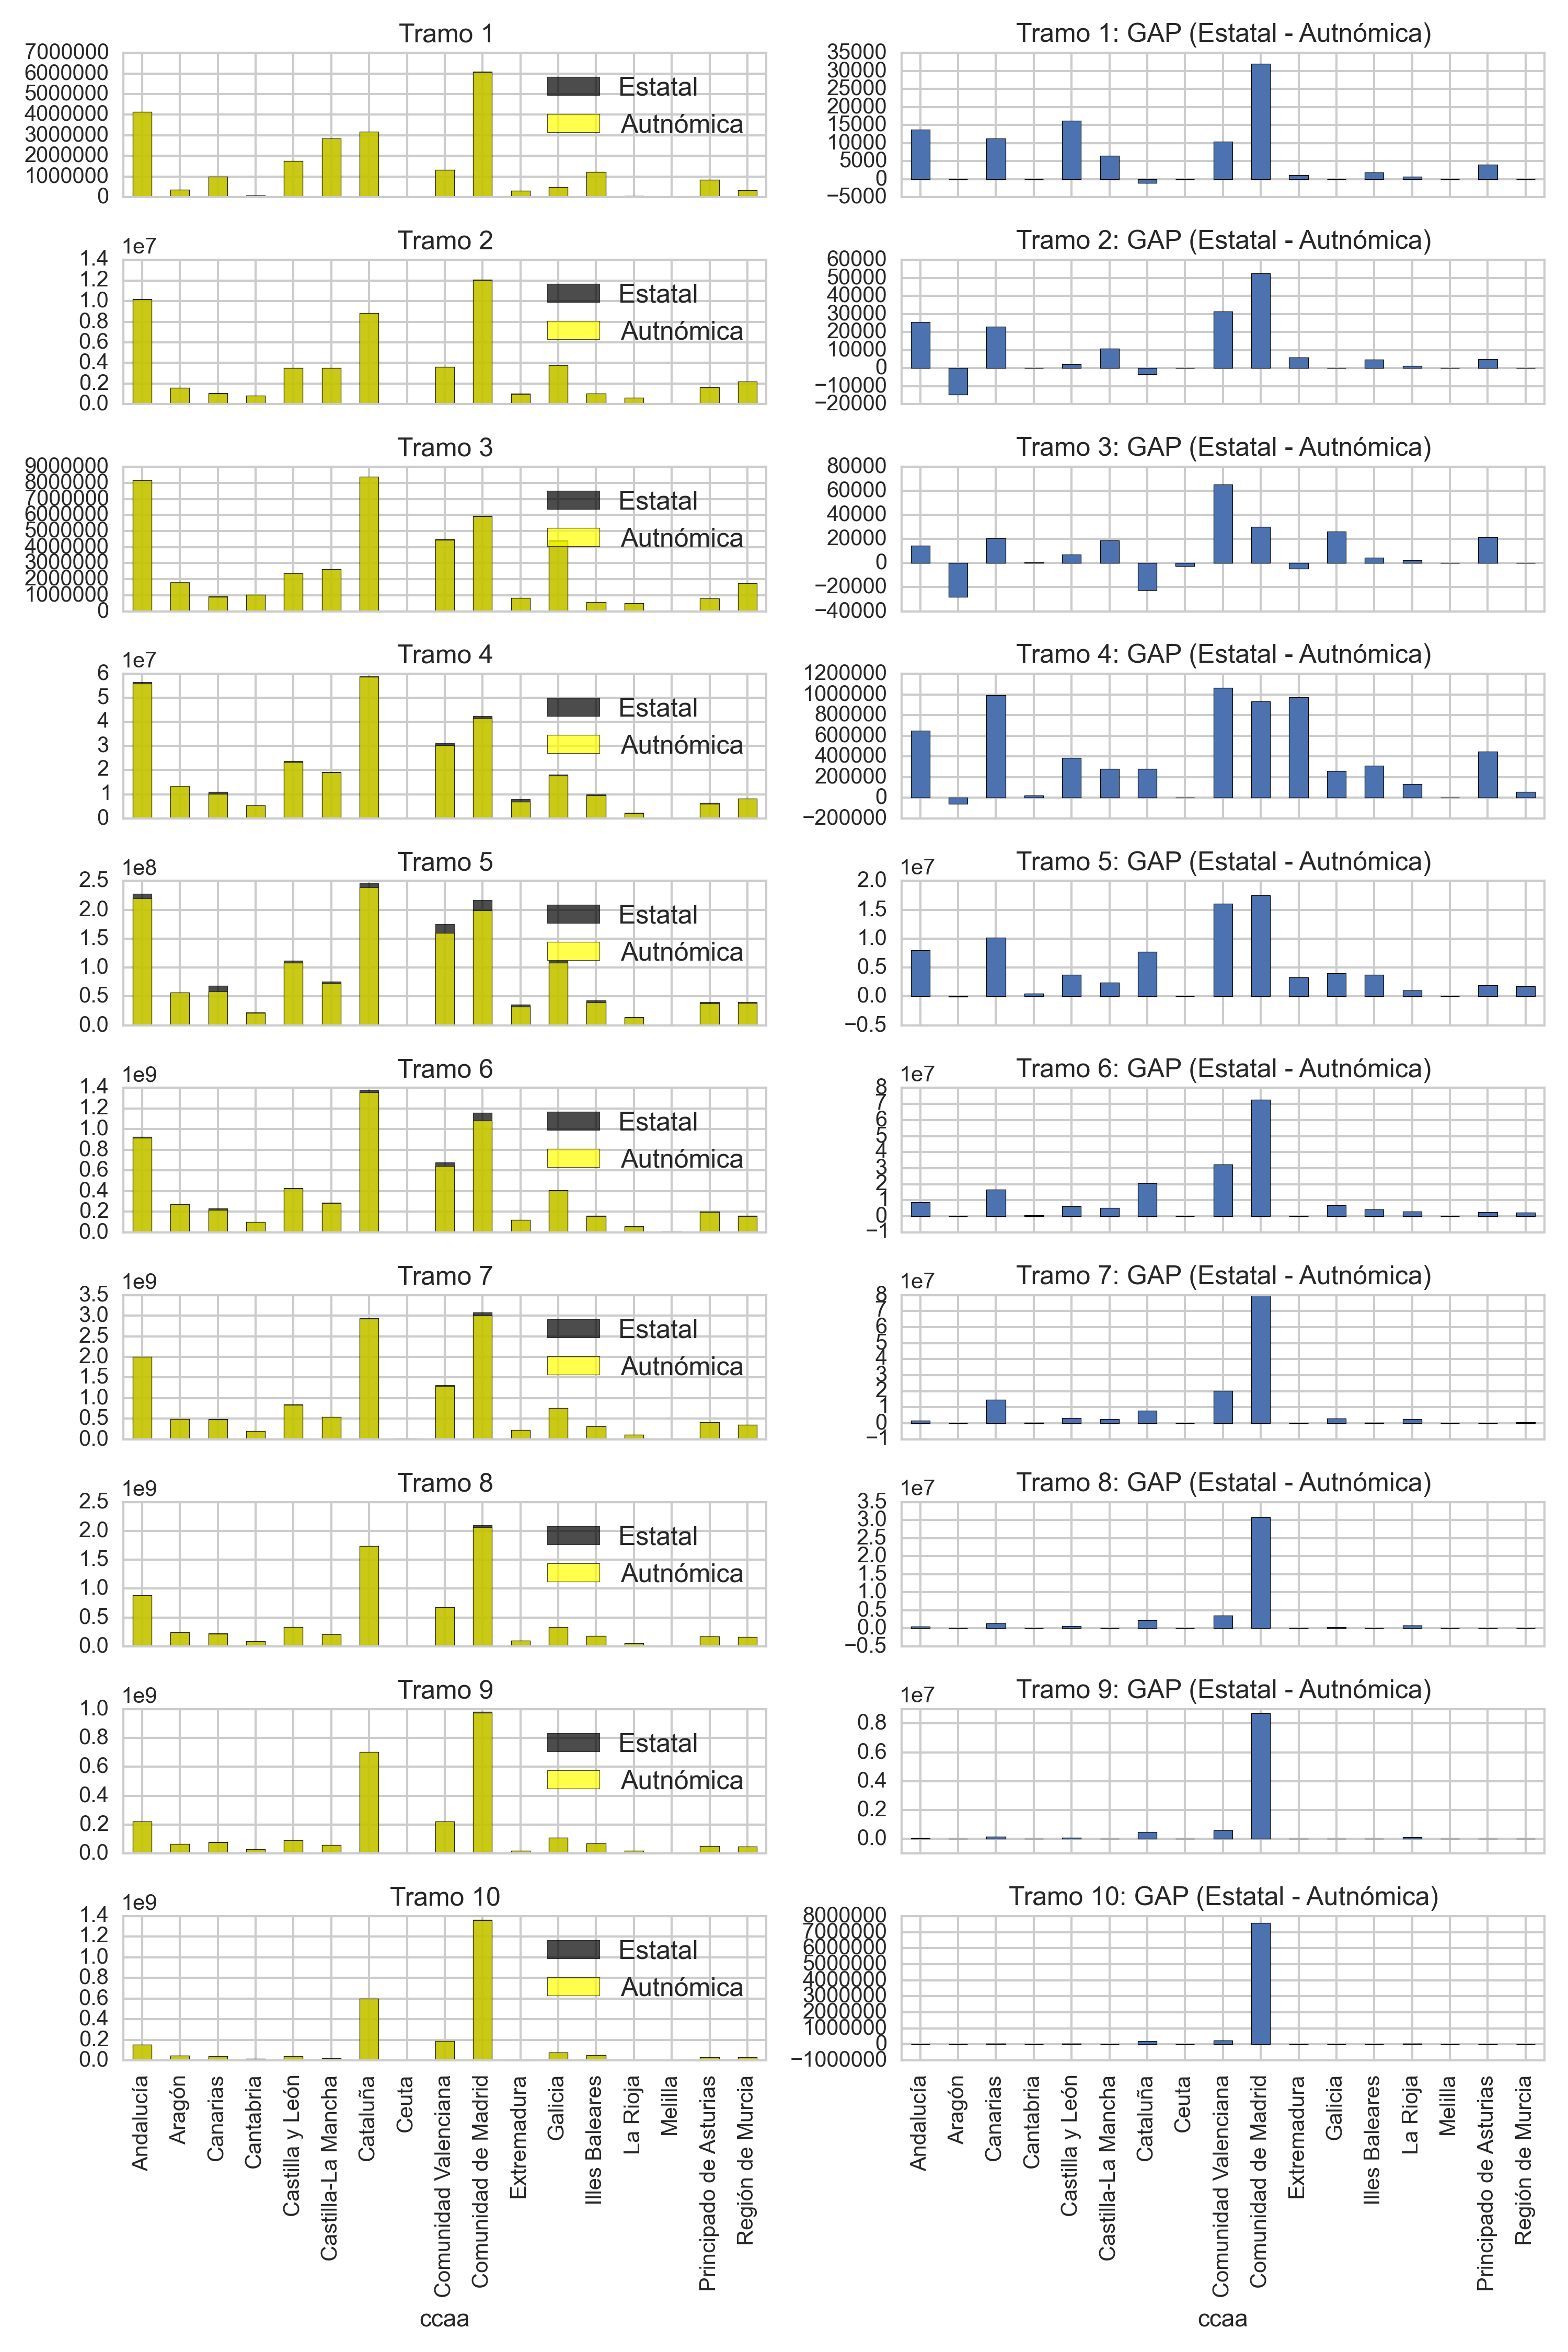 Tramo 1
7000000
6000000
5000000
4000000
3000000
2000000
1000000
0
Estatal
Autnómica
Tramo 1: GAP (Estatal - Autnómica)
35000
30000
25000
20000
15000
10000
5000
0
−5000
Tramo 2
1e7
1.4
1.2
1.0
0.8
0.6
0.4
0.2
0.0
Estatal
Autnómica
Tramo 2: GAP (Estatal - Autnómica)
60000
50000
40000
30000
20000
10000
0
−10000
−20000
Tramo 3
9000000
8000000
7000000
6000000
5000000
4000000
3000000
2000000
1000000
0
Estatal
Autnómica
Tramo 3: GAP (Estatal - Autnómica)
80000
60000
40000
20000
0
−20000
−40000
Tramo 4
1e7
6
5
4
3
2
1
0
Estatal
Autnómica
Tramo 4: GAP (Estatal - Autnómica)
1200000
1000000
800000
600000
400000
200000
0
−200000
Tramo 5
1e8
2.5
2.0
1.5
1.0
0.5
0.0
Estatal
Autnómica
Tramo 5: GAP (Estatal - Autnómica)
1e7
2.0
1.5
1.0
0.5
0.0
−0.5
Tramo 6
1e9
1.4
1.2
1.0
0.8
0.6
0.4
0.2
0.0
Estatal
Autnómica
Tramo 6: GAP (Estatal - Autnómica)
1e7
8
7
6
5
4
3
2
1
0
−1
Tramo 7
1e9
3.5
3.0
2.5
2.0
1.5
1.0
0.5
0.0
Estatal
Autnómica
Tramo 7: GAP (Estatal - Autnómica)
1e7
8
7
6
5
4
3
2
1
0
−1
Tramo 8
1e9
2.5
2.0
1.5
1.0
0.5
0.0
Estatal
Autnómica
Tramo 8: GAP (Estatal - Autnómica)
1e7
3.5
3.0
2.5
2.0
1.5
1.0
0.5
0.0
−0.5
Tramo 9
1e9
1.0
0.8
0.6
0.4
0.2
0.0
Estatal
Autnómica
Tramo 9: GAP (Estatal - Autnómica)
1e7
0.8
0.6
0.4
0.2
0.0
Tramo 10
1e9
1.4
1.2
1.0
0.8
0.6
0.4
0.2
0.0
Estatal
Autnómica
Tramo 10: GAP (Estatal - Autnómica)
8000000
7000000
6000000
5000000
4000000
3000000
2000000
1000000
0
−1000000
Andalucía
Aragón
Canarias
Cantabria
Castilla y León
Castilla-La Mancha
Cataluña
Ceuta
Comunidad Valenciana
Comunidad de Madrid
Extremadura
Galicia
Illes Baleares
La Rioja
Melilla
Principado de Asturias
Región de Murcia
ccaa
Andalucía
Aragón
Canarias
Cantabria
Castilla y León
Castilla-La Mancha
Cataluña
Ceuta
Comunidad Valenciana
Comunidad de Madrid
Extremadura
Galicia
Illes Baleares
La Rioja
Melilla
Principado de Asturias
Región de Murcia
ccaa